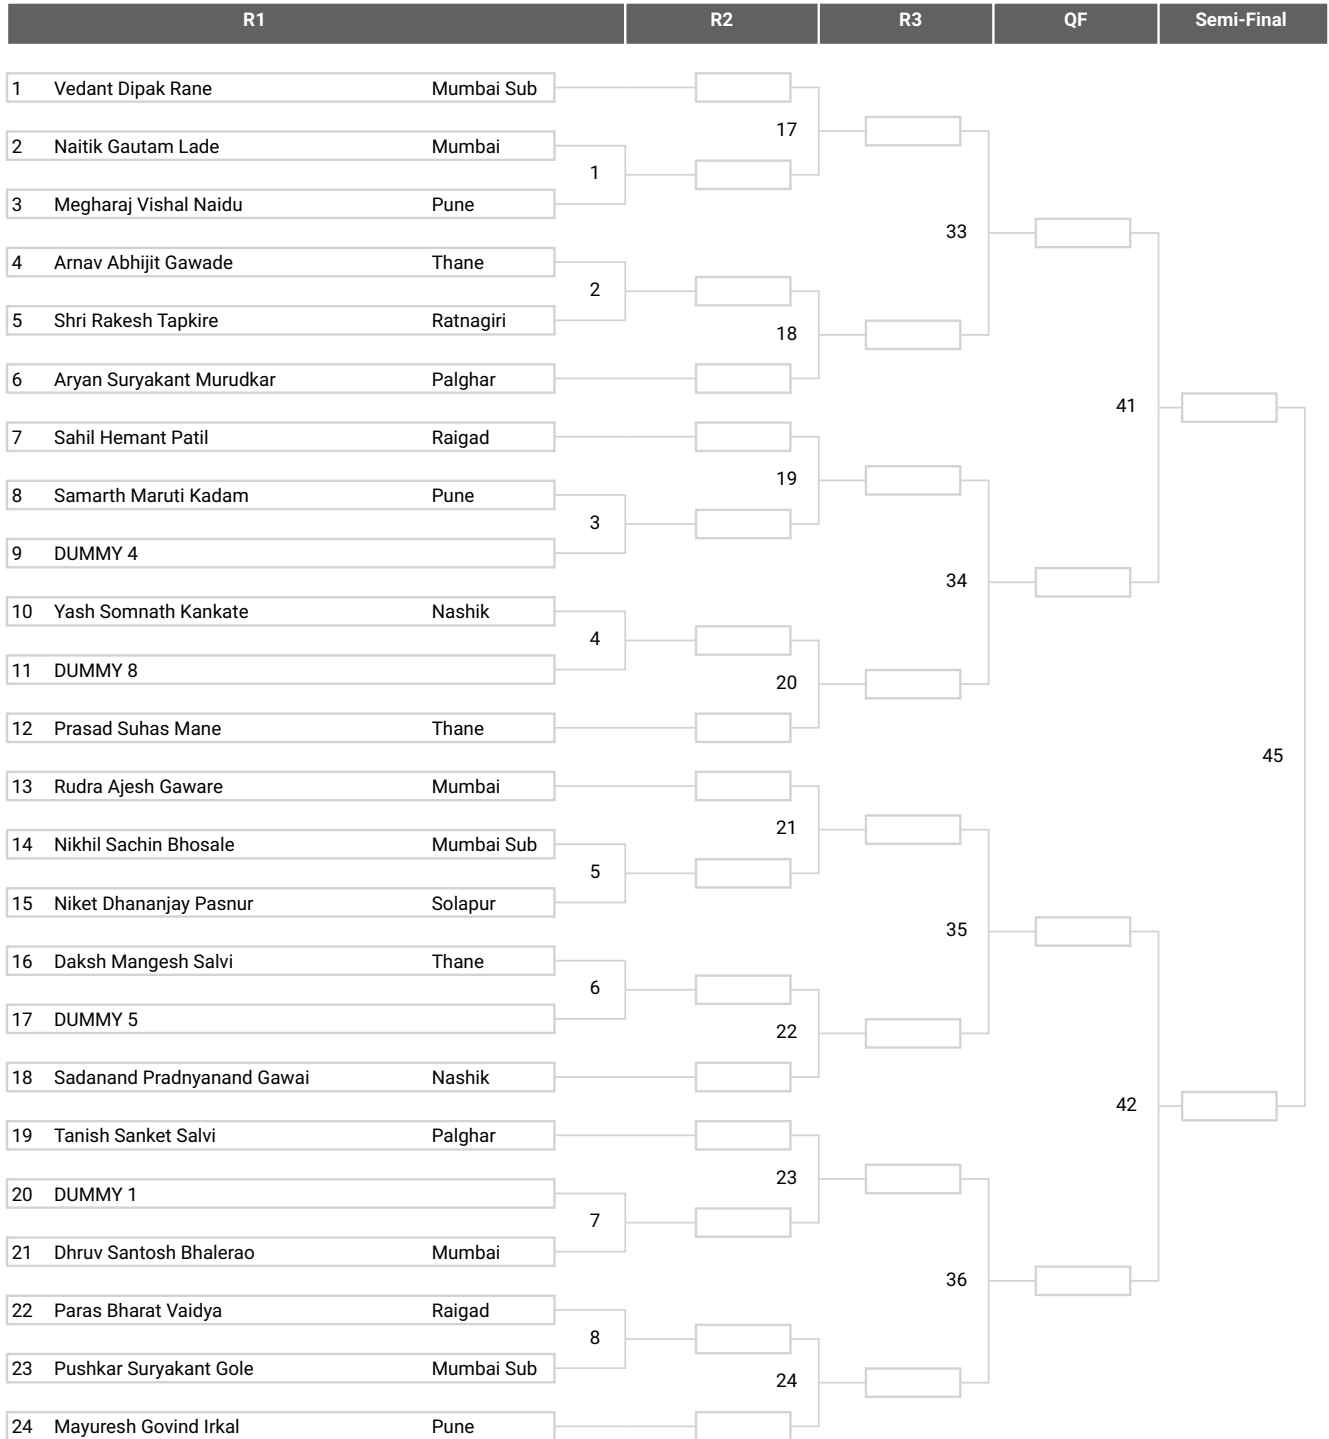 R1 R2 R3 QF Semi-Final
1 Vedant Dipak Rane Mumbai Sub
17
2 Naitik Gautam Lade Mumbai
1
3 Megharaj Vishal Naidu Pune
33
4 Arnav Abhijit Gawade Thane
2
5 Shri Rakesh Tapkire Ratnagiri
18
6 Aryan Suryakant Murudkar Palghar
41
7 Sahil Hemant Patil Raigad
19
8 Samarth Maruti Kadam Pune
3
9 DUMMY 4
34
10 Yash Somnath Kankate Nashik
4
11 DUMMY 8
20
12 Prasad Suhas Mane Thane
45
13 Rudra Ajesh Gaware Mumbai
21
14 Nikhil Sachin Bhosale Mumbai Sub
5
15 Niket Dhananjay Pasnur Solapur
35
16 Daksh Mangesh Salvi Thane
6
17 DUMMY 5
22
18 Sadanand Pradnyanand Gawai Nashik
42
19 Tanish Sanket Salvi Palghar
23
20 DUMMY 1
7
21 Dhruv Santosh Bhalerao Mumbai
36
22 Paras Bharat Vaidya Raigad
8
23 Pushkar Suryakant Gole Mumbai Sub
24
24 Mayuresh Govind Irkal Pune